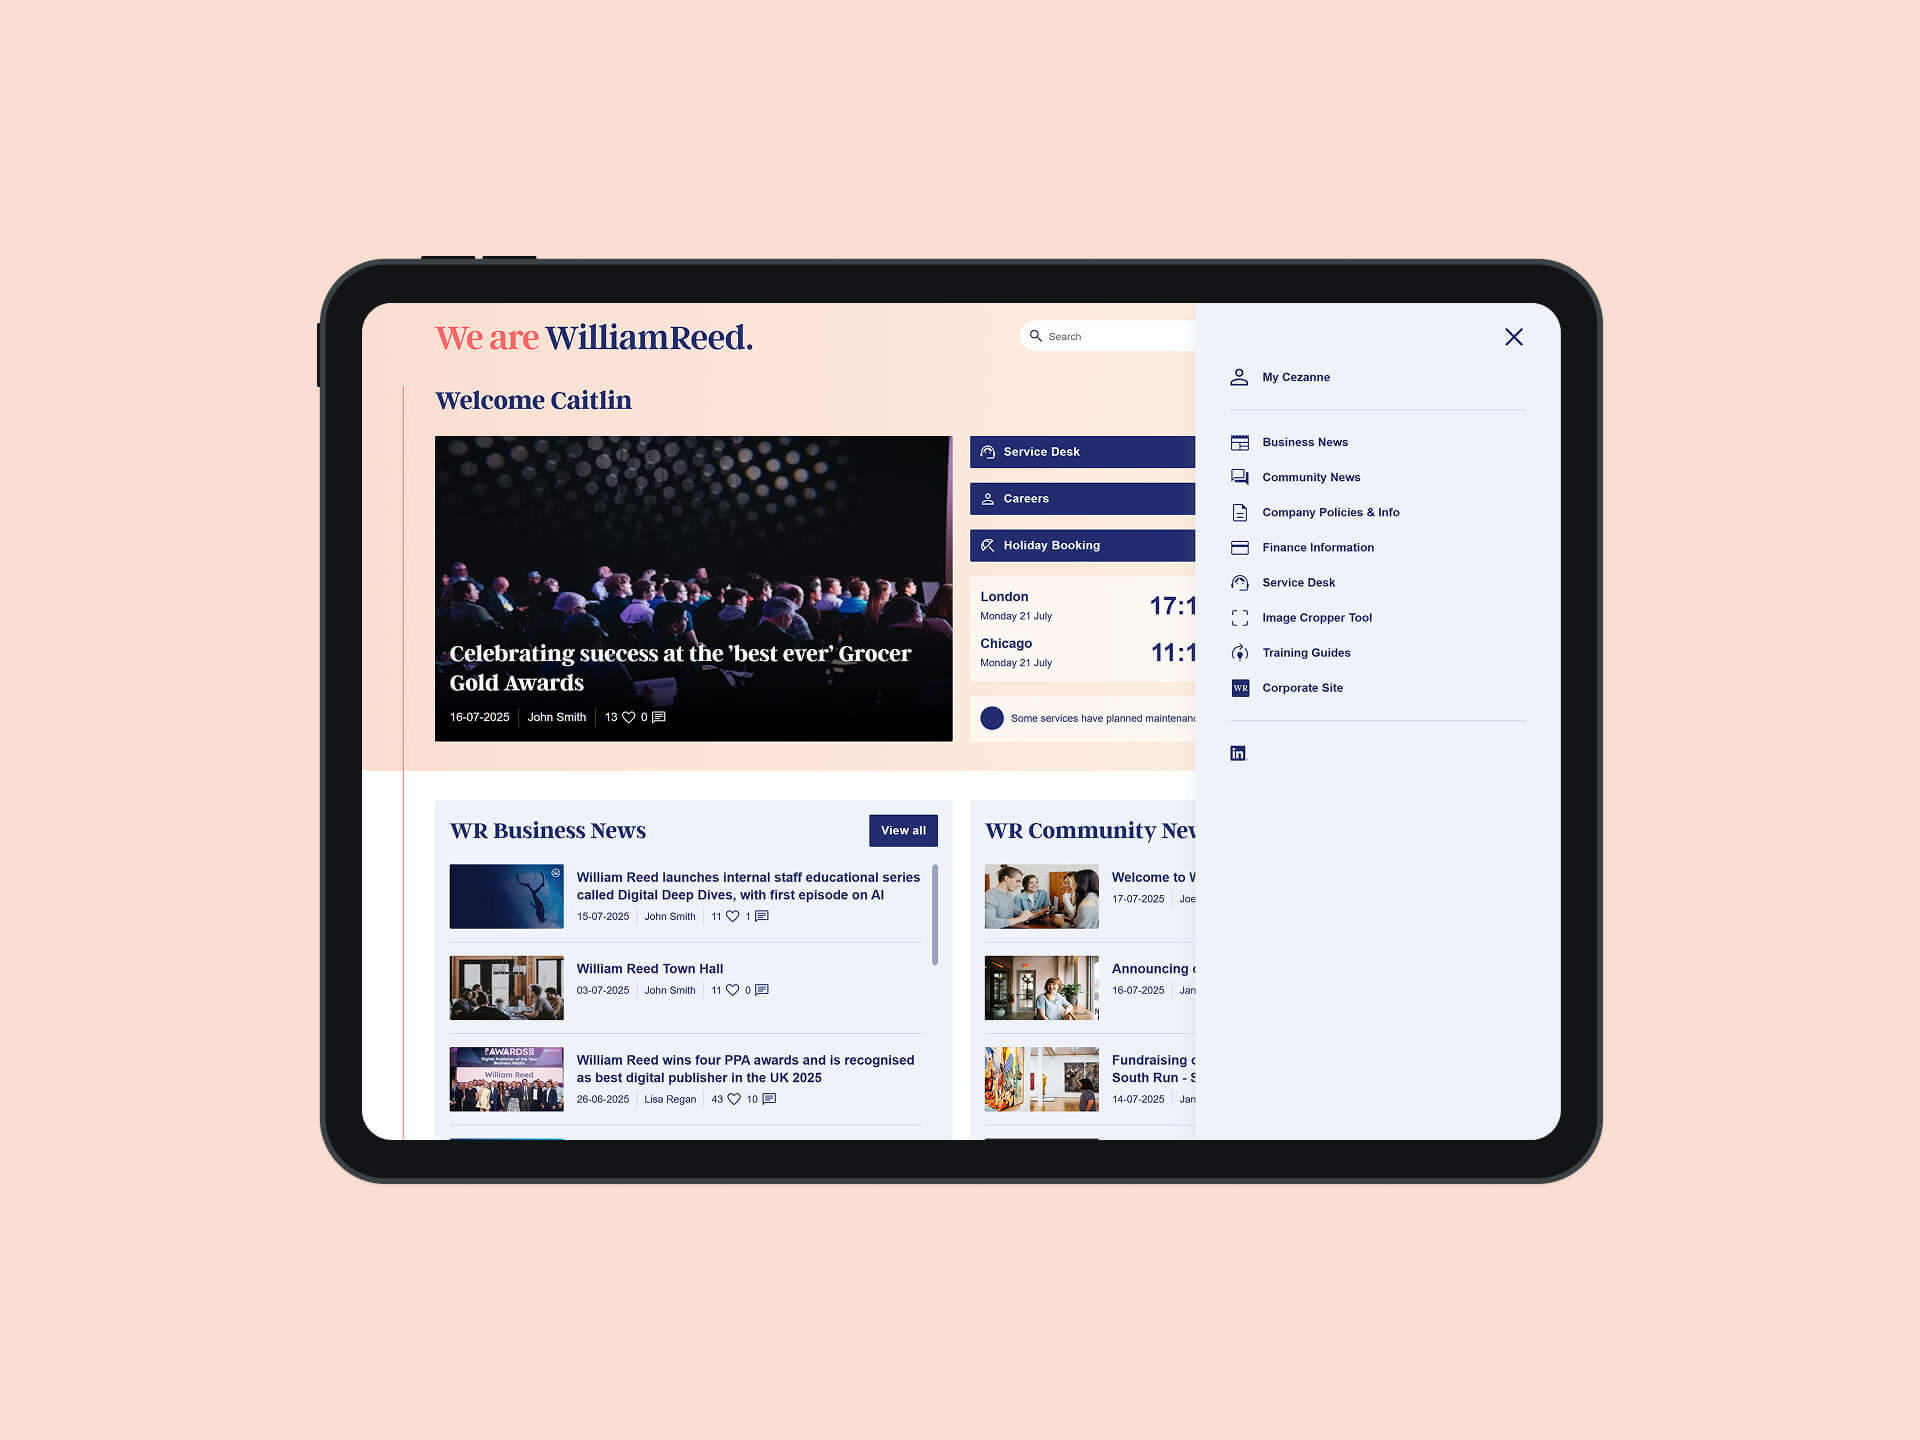 We are WilliamReed.
Search
Welcome Caitlin
Celebrating success at the ’best ever’ Grocer
Gold Awards
16-07-2025 John Smith 13 0
Service Desk
Careers
Holiday Booking
London
Monday 21 July
17:1
Chicago
Monday 21 July
11:1
Some services have planned maintenanc
My Cezanne
Business News
Community News
Company Policies & Info
Finance Information
Service Desk
Image Cropper Tool
Training Guides
WR Corporate Site
in
WR Business News
View all
William Reed launches internal staff educational series
called Digital Deep Dives, with first episode on AI
15-07-2025 John Smith 11 1
William Reed Town Hall
03-07-2025 John Smith 11 0
AWARDS
Digital Publisher of the Year
William Reed
William Reed wins four PPA awards and is recognised
as best digital publisher in the UK 2025
26-06-2025 Lisa Regan 43 10
WR Community New
Welcome to W
17-07-2025 Joe
Announcing
16-07-2025 Jan
Fundraising
South Run - S
14-07-2025 Jan